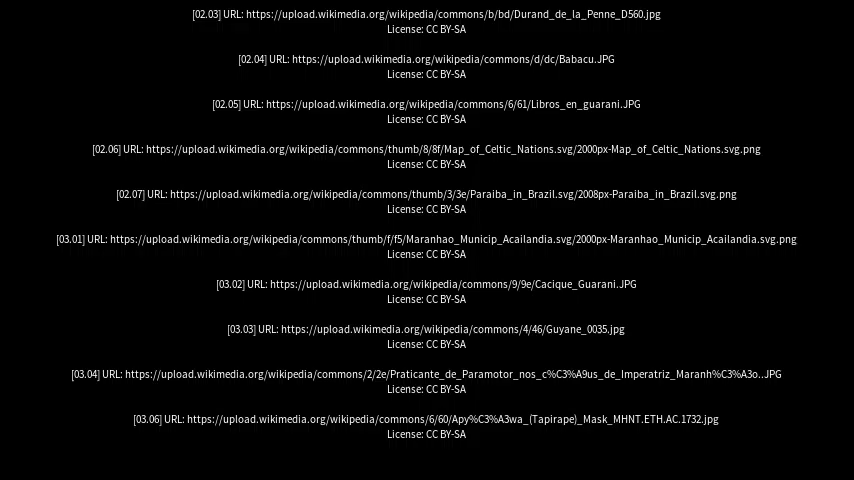 [02.03] URL: https://upload.wikimedia.org/wikipedia/commons/b/bd/Durand_de_la_Penne_D560.jpg
License: CC BY-SA
[02.04] URL: https://upload.wikimedia.org/wikipedia/commons/d/dc/Babacu.JPG
License: CC BY-SA
[02.05] URL: https://upload.wikimedia.org/wikipedia/commons/6/61/Libros_en_guarani.JPG
License: CC BY-SA
[02.06] URL: https://upload.wikimedia.org/wikipedia/commons/thumb/8/8f/Map_of_Celtic_Nations.svg/2000px-Map_of_Celtic_Nations.svg.png
License: CC BY-SA
[02.07] URL: https://upload.wikimedia.org/wikipedia/commons/thumb/3/3e/Paraiba_in_Brazil.svg/2008px-Paraiba_in_Brazil.svg.png
License: CC BY-SA
[03.01] URL: https://upload.wikimedia.org/wikipedia/commons/thumb/f/f5/Maranhao_Municip_Acailandia.svg/2000px-Maranhao_Municip_Acailandia.svg.png
License: CC BY-SA
[03.02] URL: https://upload.wikimedia.org/wikipedia/commons/9/9e/Cacique_Guarani.JPG
License: CC BY-SA
[03.03] URL: https://upload.wikimedia.org/wikipedia/commons/4/46/Guyane_0035.jpg
License: CC BY-SA
[03.04] URL: https://upload.wikimedia.org/wikipedia/commons/2/2e/Praticante_de_Paramotor_nos_c%C3%A9us_de_Imperatriz_Maranh%C3%A3o..JPG
License: CC BY-SA
[03.06] URL: https://upload.wikimedia.org/wikipedia/commons/6/60/Apy%C3%A3wa_(Tapirape)_Mask_MHNT.ETH.AC.1732.jpg
License: CC BY-SA